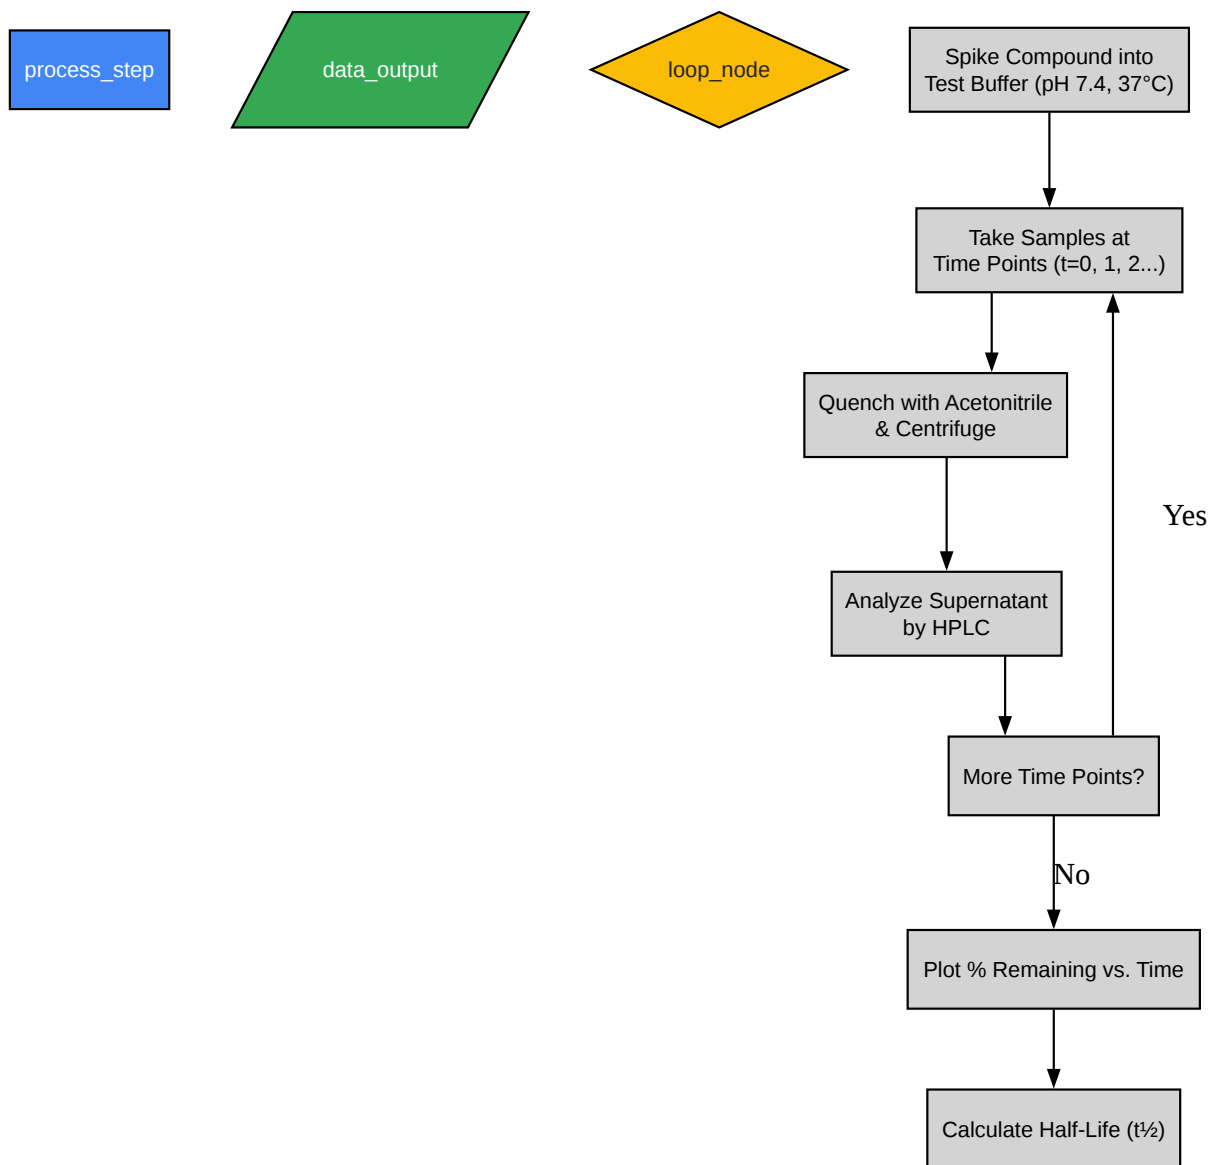 process_step
data_output
loop_node
Spike Compound into
Test Buffer (pH 7.4, 37°C)
Take Samples at
Time Points (t=0, 1, 2...)
Quench with Acetonitrile
& Centrifuge
Yes
Analyze Supernatant
by HPLC
More Time Points?
No
Plot % Remaining vs. Time
Calculate Half-Life (t½)